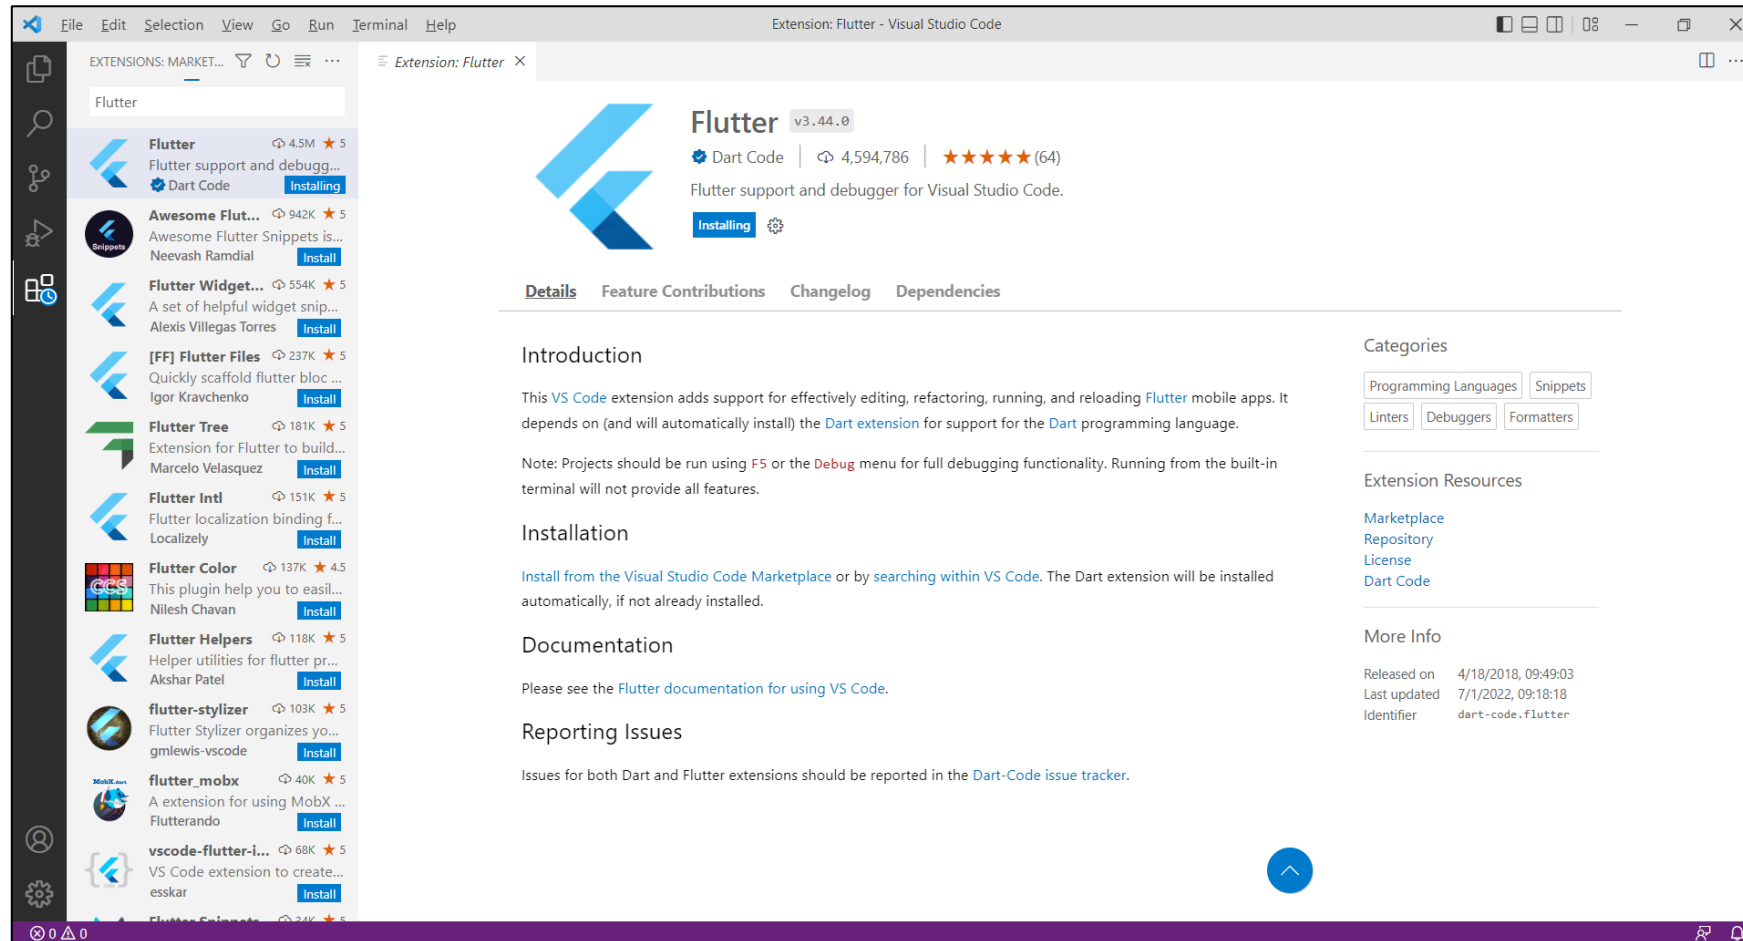 File Edit Selection View Go Run Terminal Help
Extension: Flutter - Visual Studio Code
EXTENSIONS: MARKET...
Extension: Flutter
Flutter
Flutter 4.5M 5
Flutter support and debugg...
Dart Code Installing
Awesome Flut... 942K 5
Awesome Flutter Snippets is...
Neevash Ramdial Install
Snippets
Flutter Widget... 554K 5
A set of helpful widget snip...
Alexis Villegas Torres Install
[FF] Flutter Files 237K 5
Quickly scaffold flutter bloc ...
Igor Kravchenko Install
Flutter Tree 181K 5
Extension for Flutter to build...
Marcelo Velasquez Install
Flutter Intl 151K 5
Flutter localization binding f...
Localizely Install
Flutter Color 137K 4.5
CCS
This plugin help you to easil...
Nilesh Chavan Install
Flutter Helpers 118K 5
Helper utilities for flutter pr...
Akshar Patel Install
flutter-stylizer 103K 5
Flutter Stylizer organizes yo...
gmlewis-vscode Install
MobX.dart
flutter_mobx 40K 5
A extension for using MobX ...
Flutterando Install
vscode-flutter-i... 68K 5
VS Code extension to create...
esskar Install
Flutter Snippets 34K 5
Flutter v3.44.0
Dart Code 4,594,786 (64)
Flutter support and debugger for Visual Studio Code.
Installing
Details Feature Contributions Changelog Dependencies
Introduction
This VS Code extension adds support for effectively editing, refactoring, running, and reloading Flutter mobile apps. It
depends on (and will automatically install) the Dart extension for support for the Dart programming language.
Note: Projects should be run using F5 or the Debug menu for full debugging functionality. Running from the built-in
terminal will not provide all features.
Installation
Install from the Visual Studio Code Marketplace or by searching within VS Code. The Dart extension will be installed
automatically, if not already installed.
Documentation
Please see the Flutter documentation for using VS Code.
Reporting Issues
Issues for both Dart and Flutter extensions should be reported in the Dart-Code issue tracker.
Categories
Programming Languages Snippets
Linters Debuggers Formatters
Extension Resources
Marketplace
Repository
License
Dart Code
More Info
Released on 4/18/2018, 09:49:03
Last updated 7/1/2022, 09:18:18
Identifier dart-code.flutter
0 0